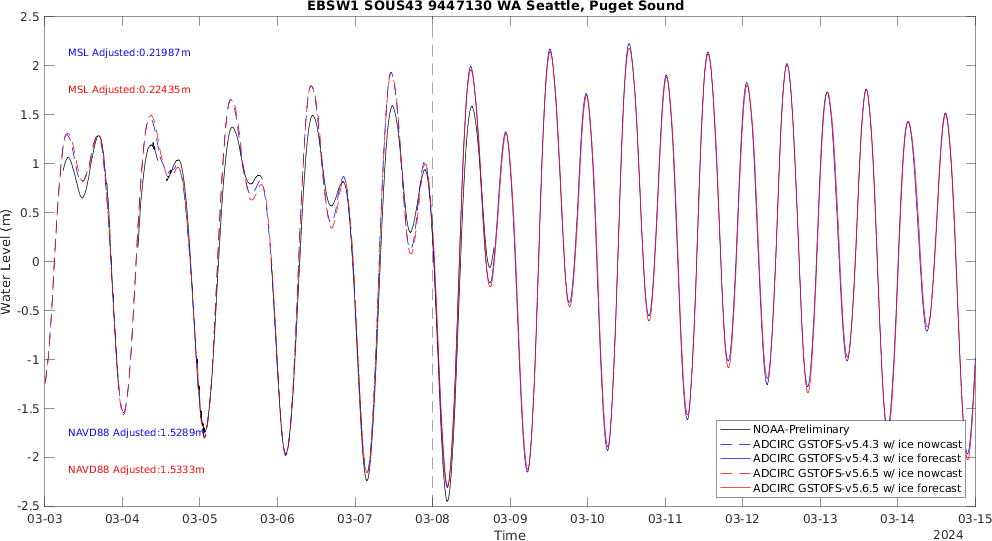 EBSW1 SOUS43 9447130 WA Seattle, Puget Sound
2.5
2
1.5
1
0.5
0
-0.5
-1
-1.5
-2
-2.5
Water Level (m)
MSL Adjusted:0.21987m
MSL Adjusted:0.22435m
NAVD88 Adjusted:1.5289m
NAVD88 Adjusted:1.5333m
NOAA-Preliminary
ADCIRC GSTOFS-v5.4.3 w/ ice nowcast
ADCIRC GSTOFS-v5.4.3 w/ ice forecast
ADCIRC GSTOFS-v5.6.5 w/ ice nowcast
ADCIRC GSTOFS-v5.6.5 w/ ice forecast
03-03 03-04 03-05 03-06 03-07 03-08 03-09 03-10 03-11 03-12 03-13 03-14 03-15
Time
2024